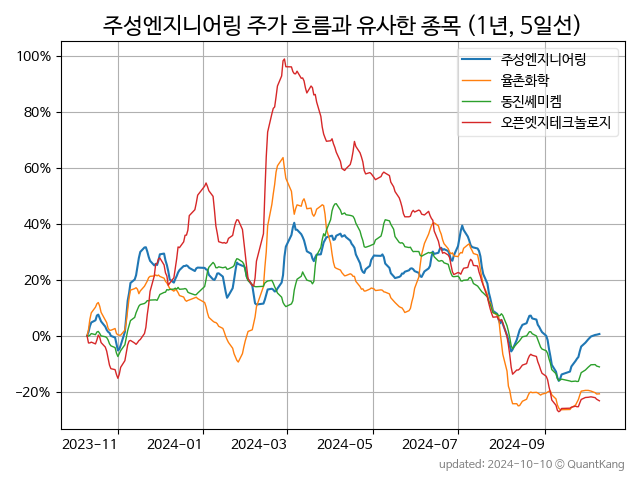 주성엔지니어링 주가 흐름과 유사한 종목 (1년, 5일선)
주성엔지니어링
율촌화학
동진쎄미켐
오픈엣지테크놀로지
100%
80%
60%
40%
20%
0%
−20%
2023-11
2024-01
2024-03
2024-05
2024-07
2024-09
updated: 2024-10-10 © QuantKang